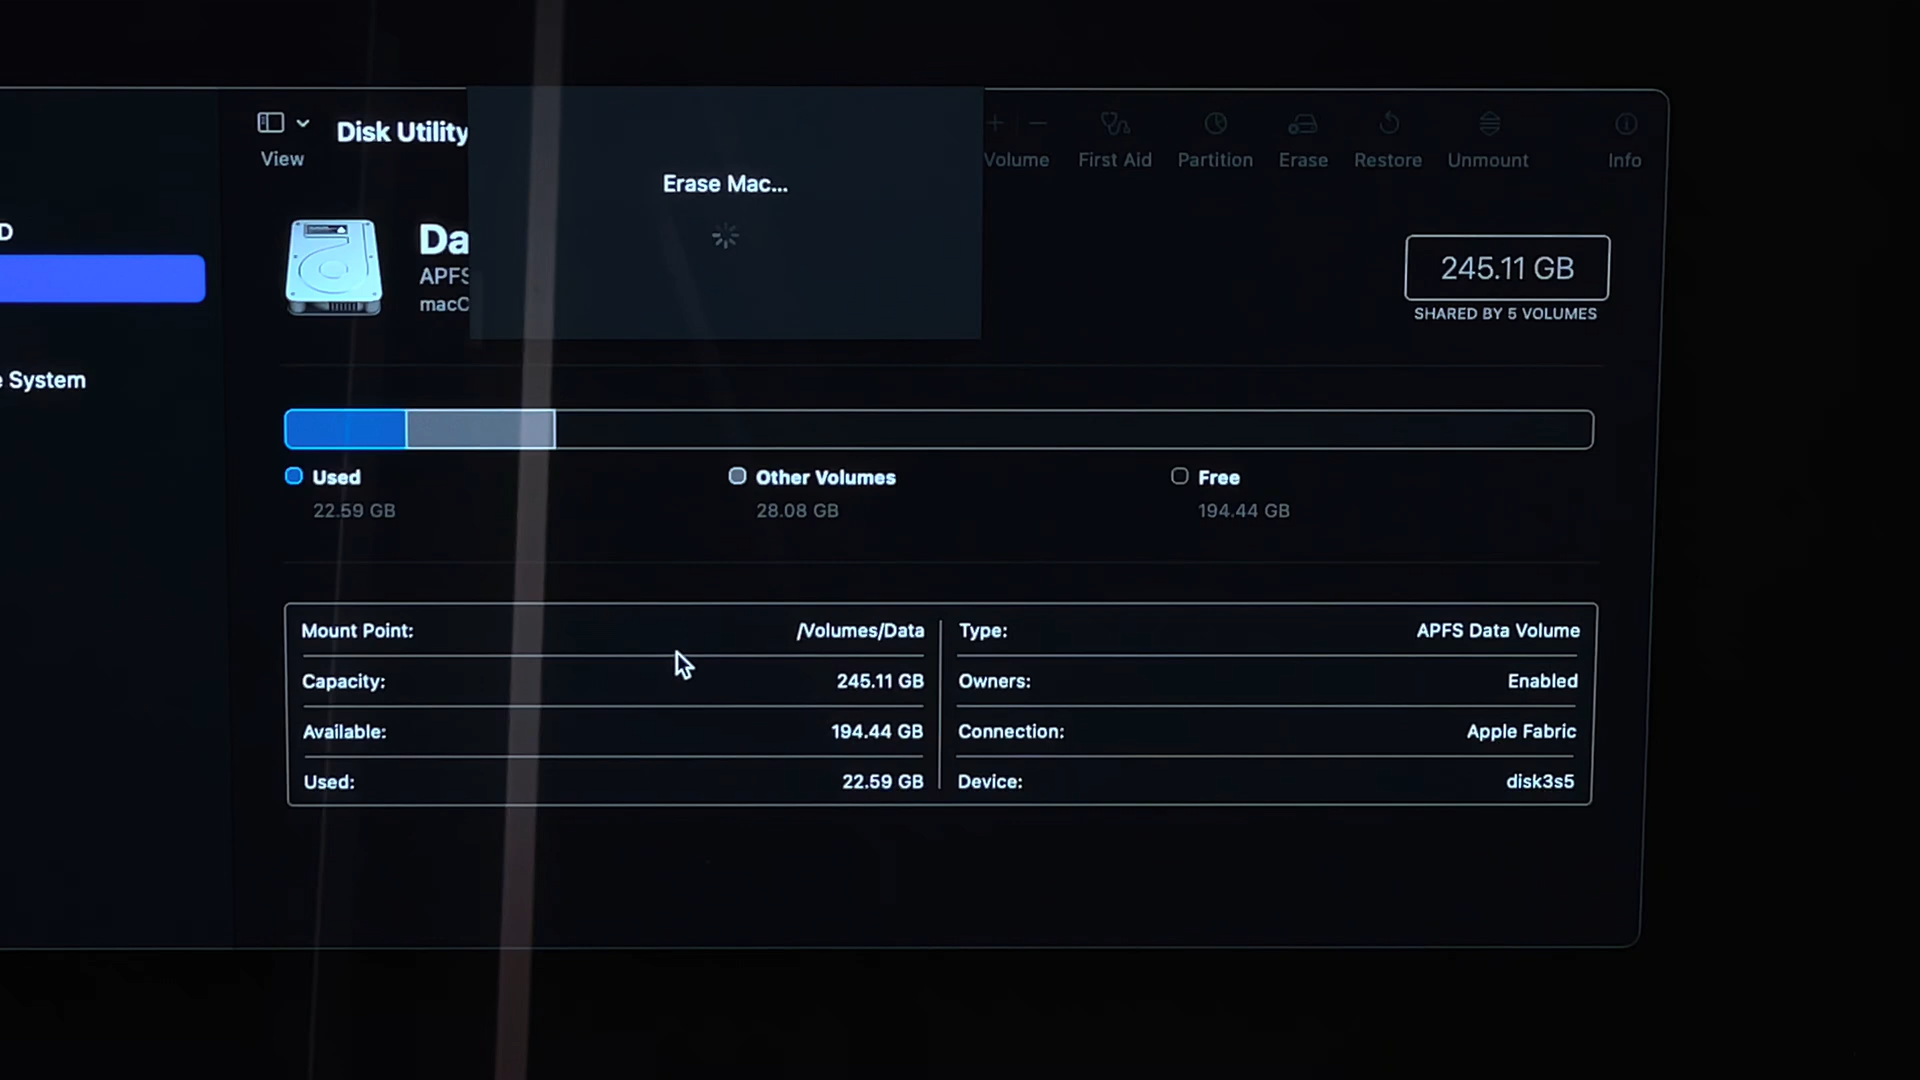 Disk Utility
View
Erase Mac...
Volume
First Aid
Partition
Erase
Restore
Unmount
Info
D
Da
APFS
macO
245.11 GB
SHARED BY 5 VOLUMES
System
Used
22.59 GB
Other Volumes
28.08 GB
Free
194.44 GB
Mount Point: /Volumes/Data
Capacity: 245.11 GB
Available: 194.44 GB
Used: 22.59 GB
Type: APFS Data Volume
Owners: Enabled
Connection: Apple Fabric
Device: disk3s5